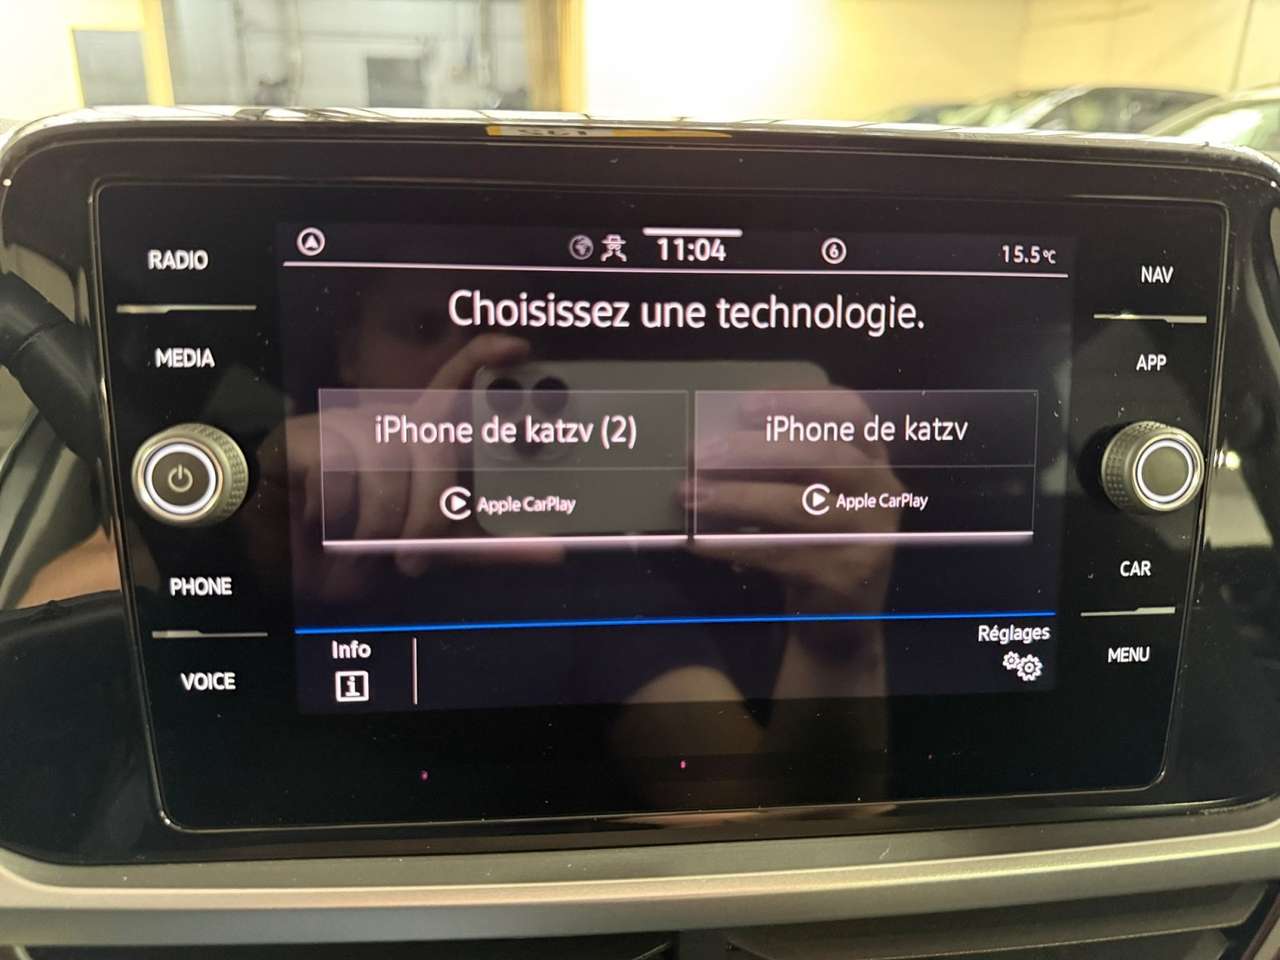 RADIO
MEDIA
PHONE
VOICE
11:04
6
15.5°C
Choisissez une technologie.
iPhone de katzv (2)
Apple CarPlay
iPhone de katzv
Apple CarPlay
Info
i
Réglages
NAV
APP
CAR
MENU